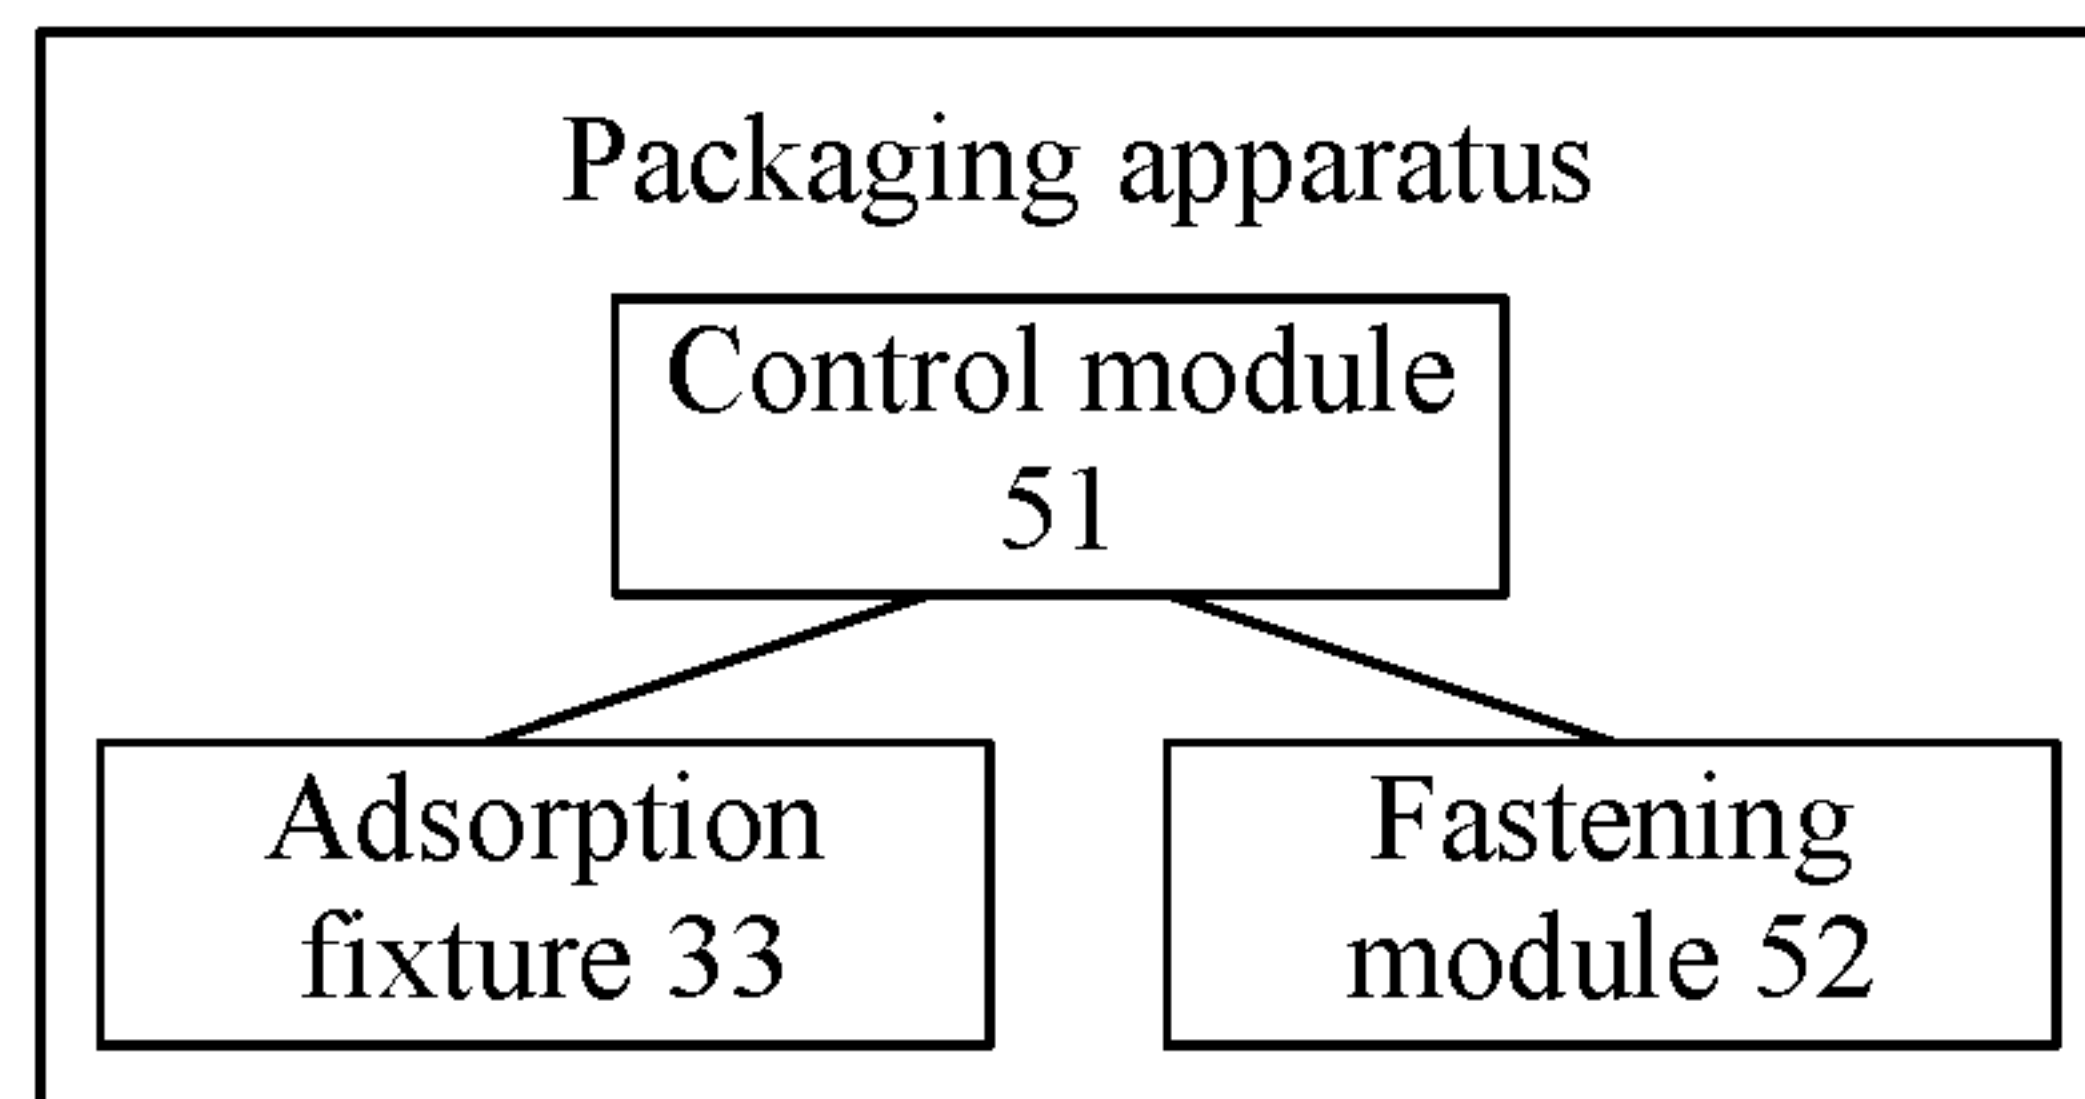 Packaging apparatus
Control module
51
Adsorption
fixture 33
Fastening
module 52